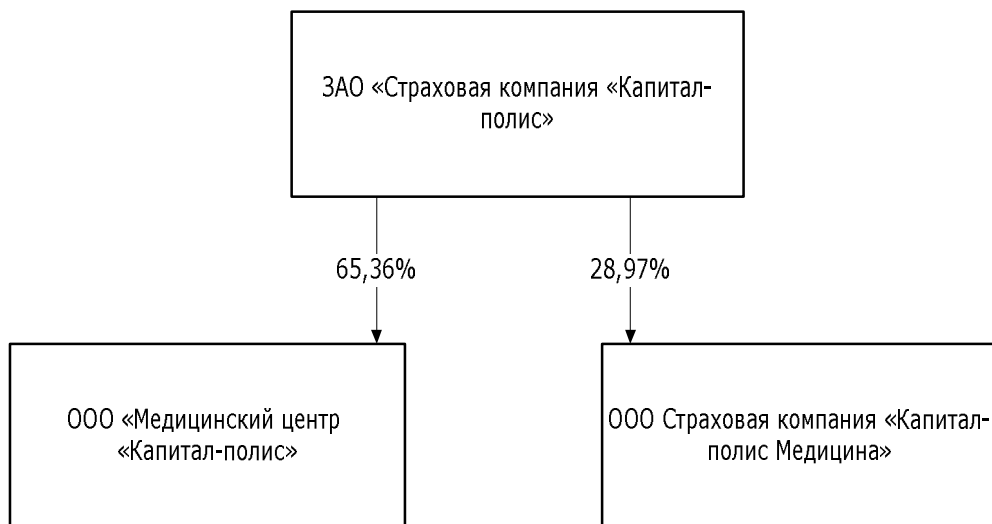 ЗАО «Страховая компания «Капитал-
полис»
65,36%
28,97%
ООО «Медицинский центр
«Капитал-полис»
ООО Страховая компания «Капитал-
полис Медицина»